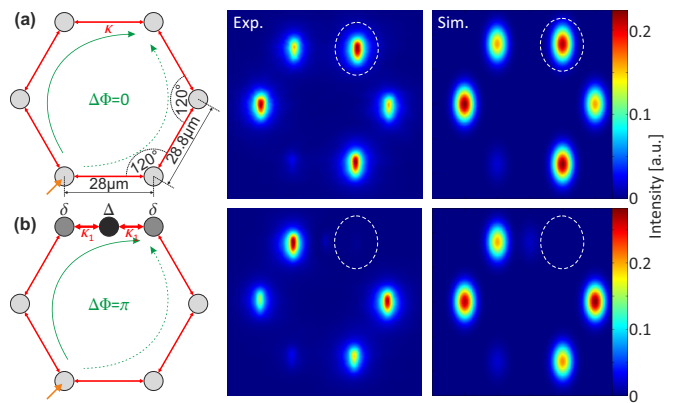 (a)
κ
ΔΦ=0
120°
120°
28.8μm
28μm
Exp.
Sim.
0.2
0.1
0
Intensity [a.u.]
(b)
δ
Δ
δ
κ₁
κ₁
ΔΦ=π
0.2
0.1
0